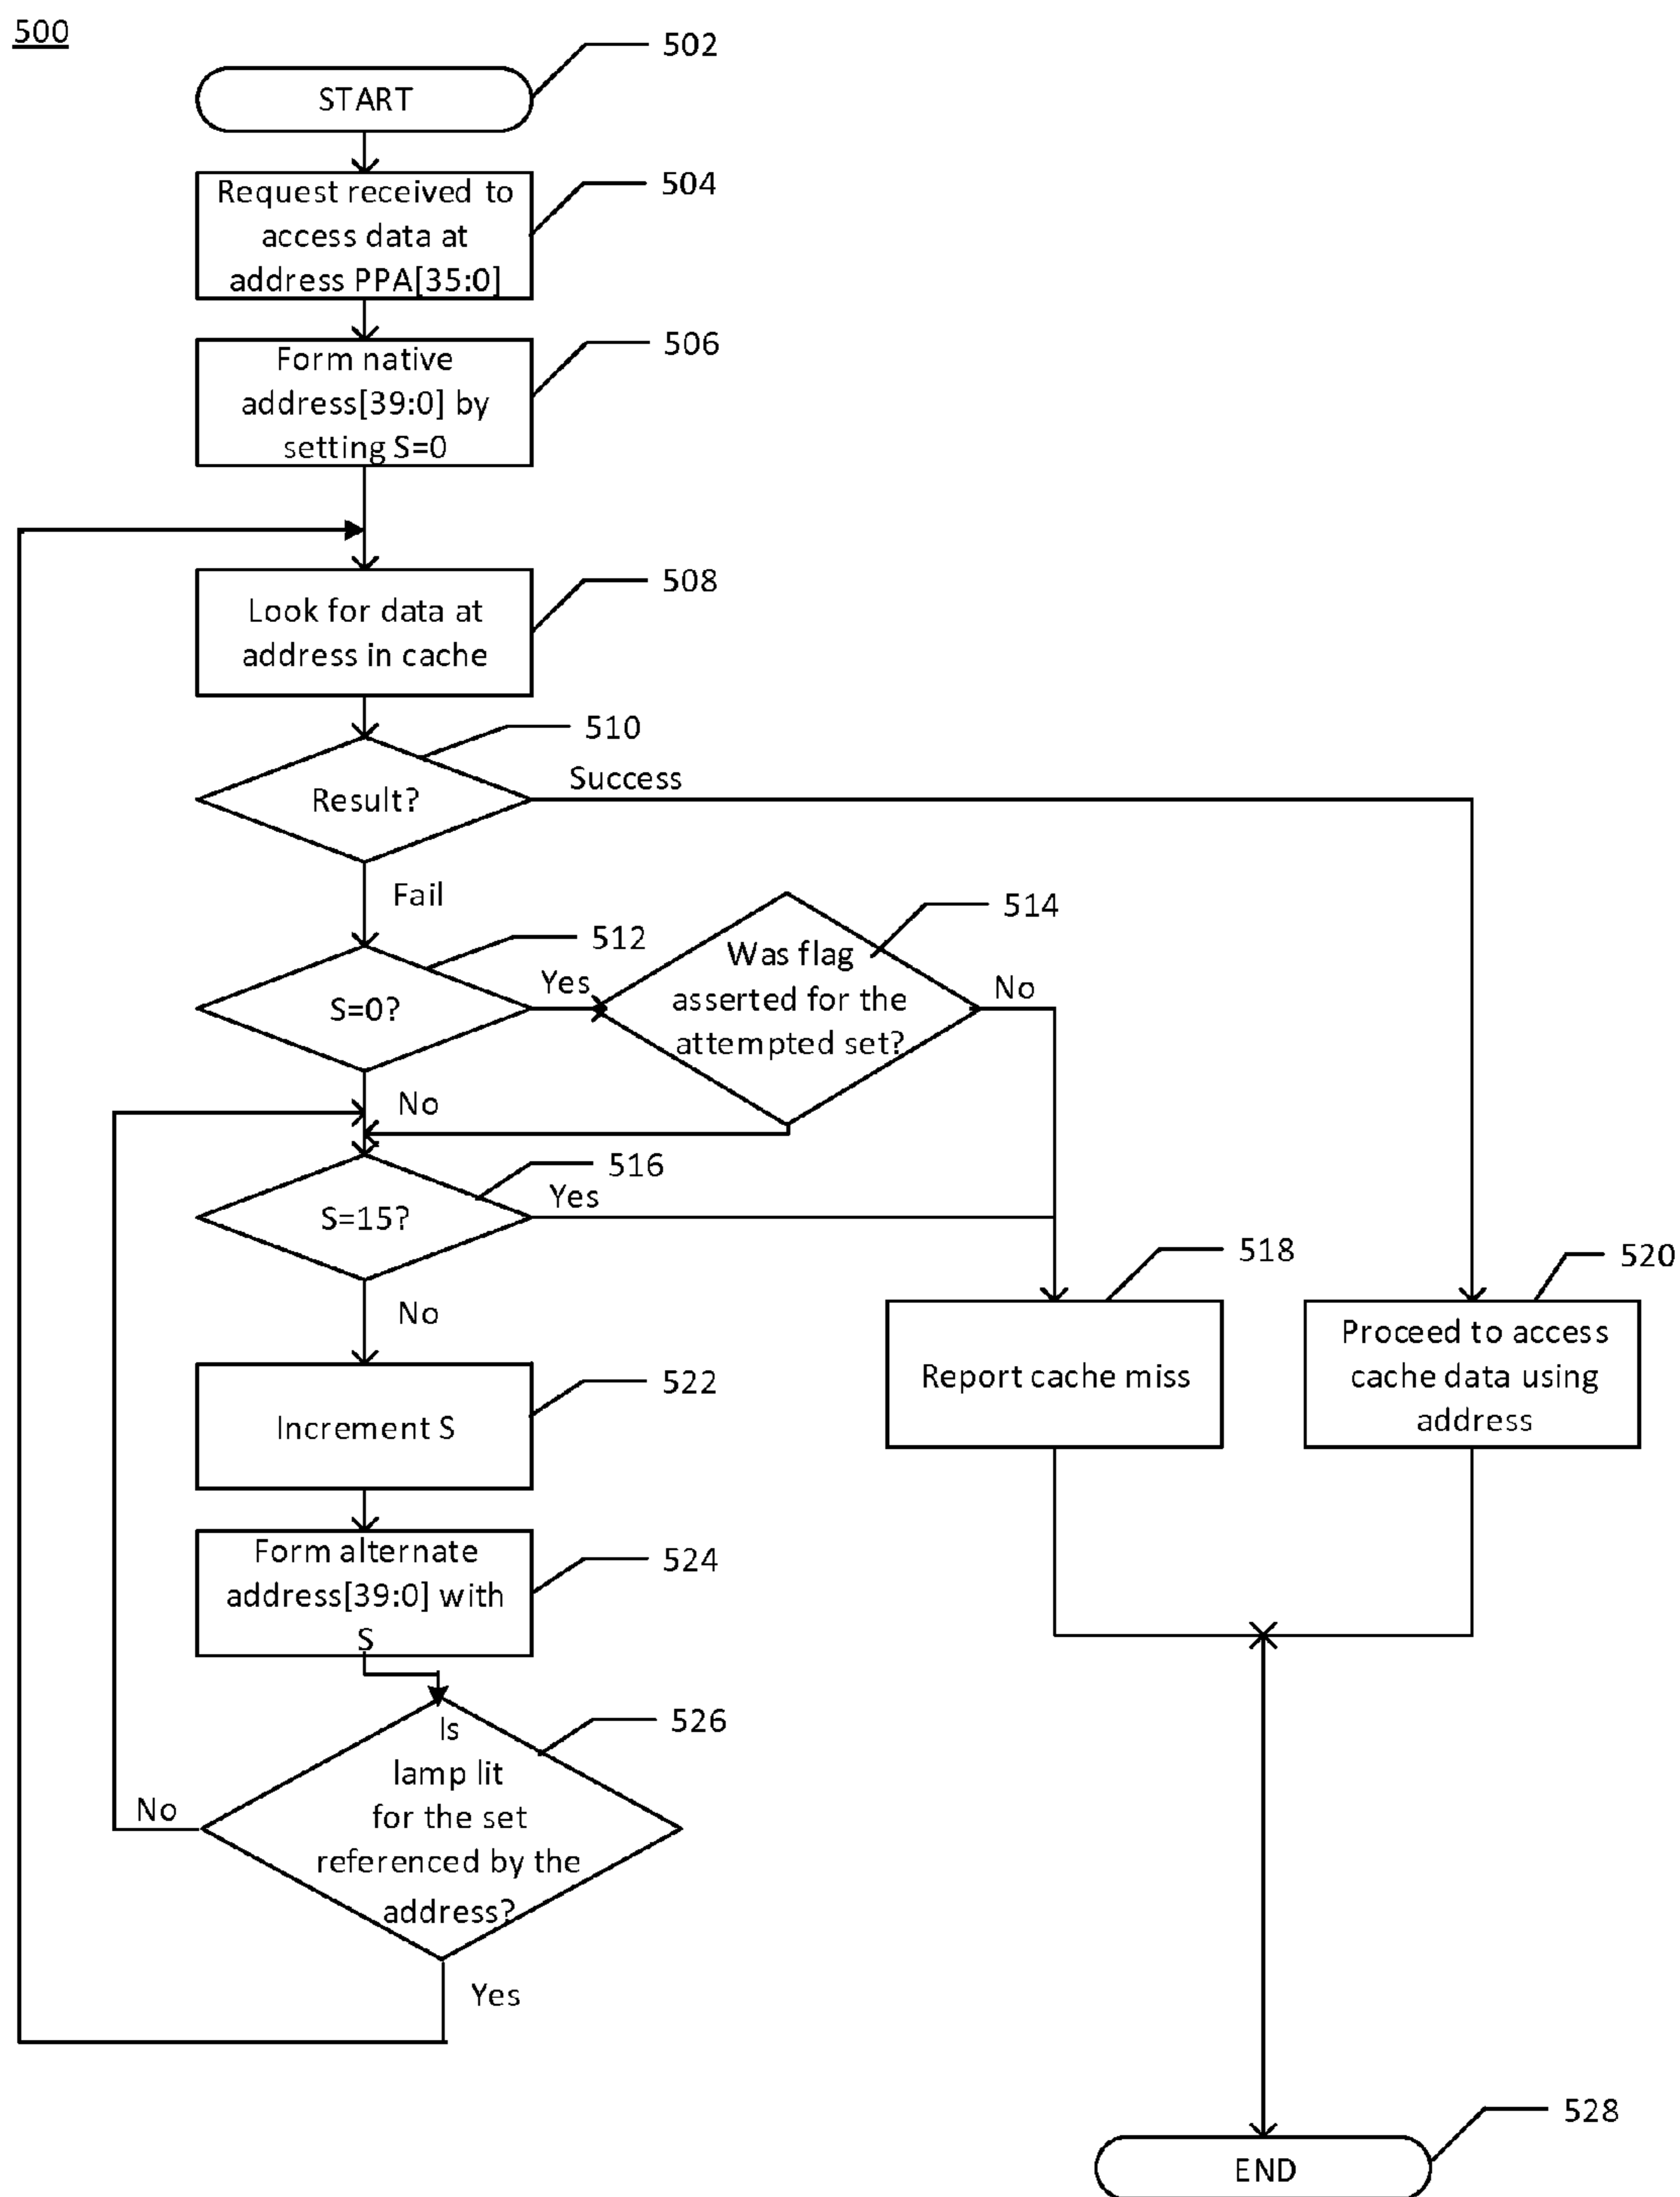 500
502
START
504
Request received to
access data at
address PPA[35:0]
506
Form native
address[39:0] by
setting S=0
508
Look for data at
address in cache
510
Result?
Success
Fail
512
S=0?
Yes
514
Was flag
asserted for the
attempted set?
No
No
516
S=15?
Yes
No
518
Report cache miss
520
Proceed to access
cache data using
address
522
Increment S
524
Form alternate
address[39:0] with
S
526
Is
lamp lit
for the set
referenced by the
address?
No
Yes
528
END